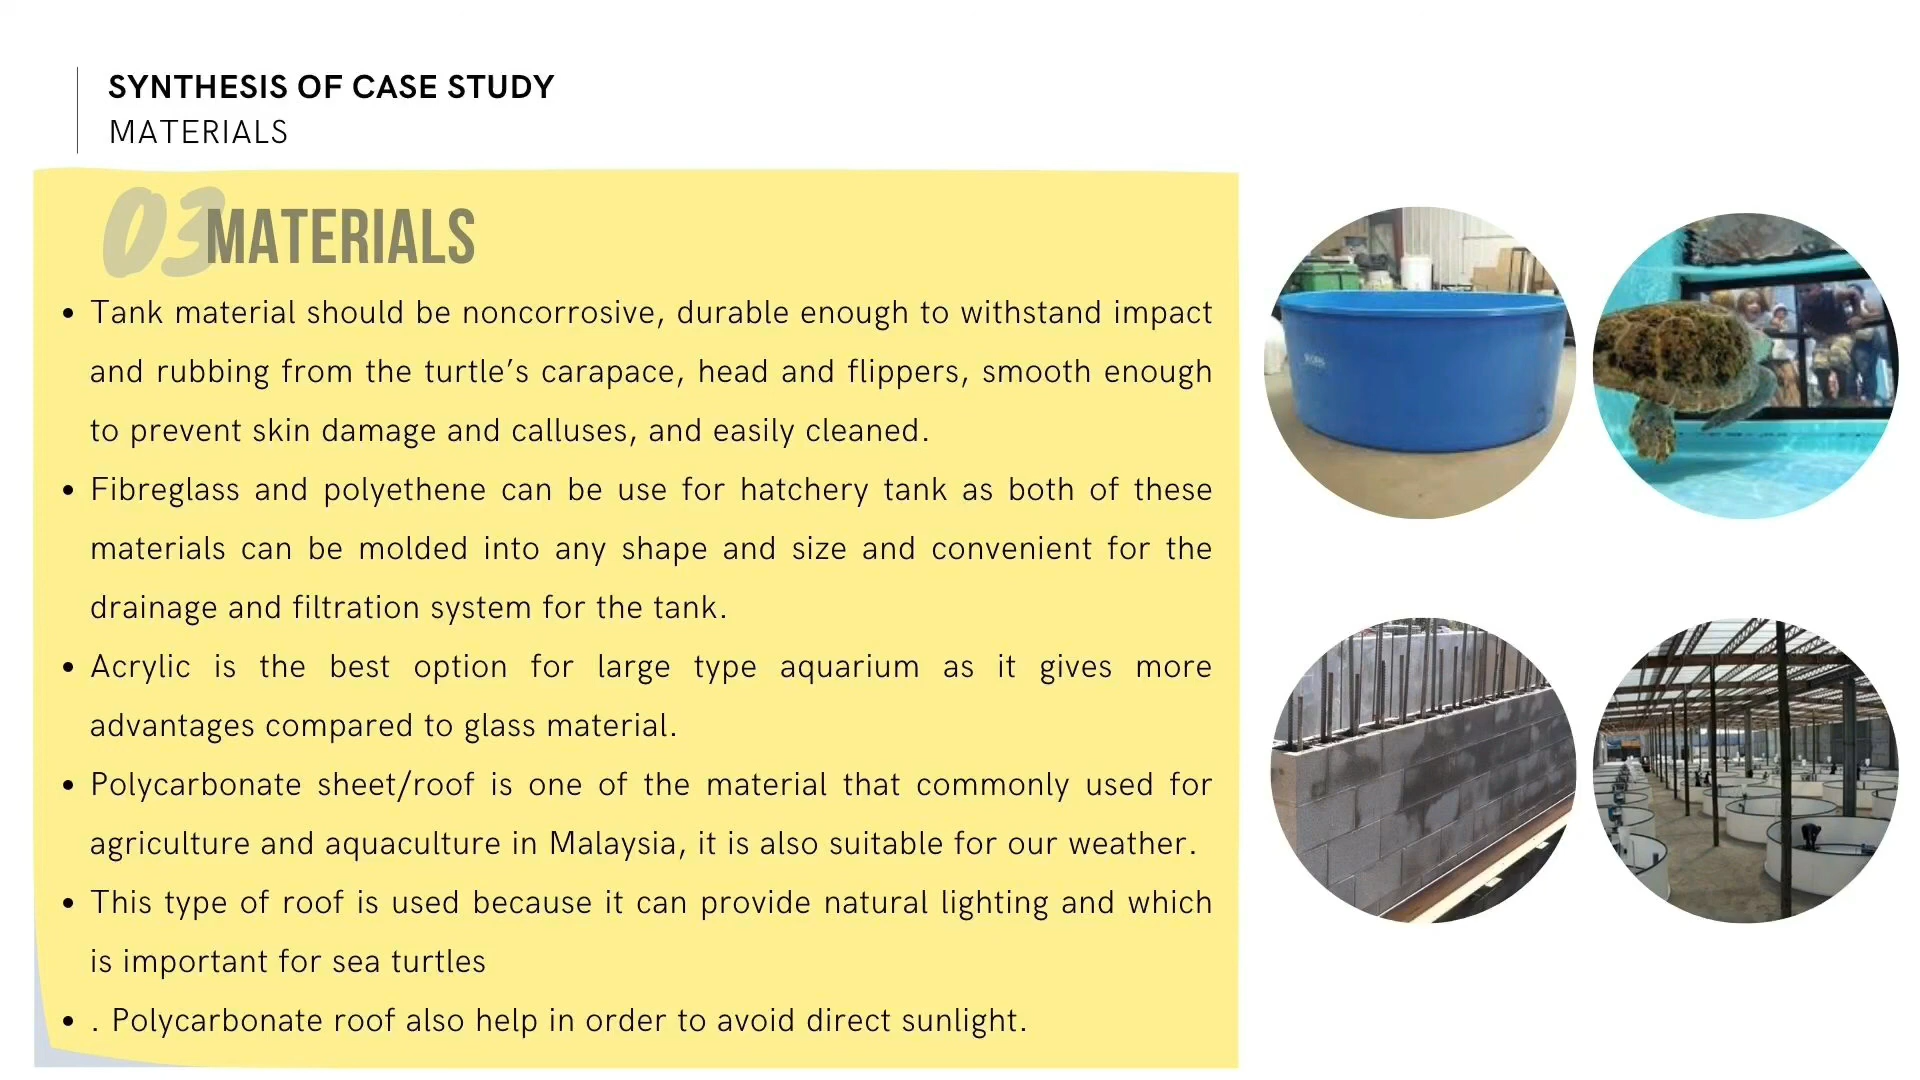 SYNTHESIS OF CASE STUDY
MATERIALS
03 MATERIALS
• Tank material should be noncorrosive, durable enough to withstand impact
and rubbing from the turtle’s carapace, head and flippers, smooth enough
to prevent skin damage and calluses, and easily cleaned.
• Fibreglass and polyethene can be use for hatchery tank as both of these
materials can be molded into any shape and size and convenient for the
drainage and filtration system for the tank.
• Acrylic is the best option for large type aquarium as it gives more
advantages compared to glass material.
• Polycarbonate sheet/roof is one of the material that commonly used for
agriculture and aquaculture in Malaysia, it is also suitable for our weather.
• This type of roof is used because it can provide natural lighting and which
is important for sea turtles
• . Polycarbonate roof also help in order to avoid direct sunlight.